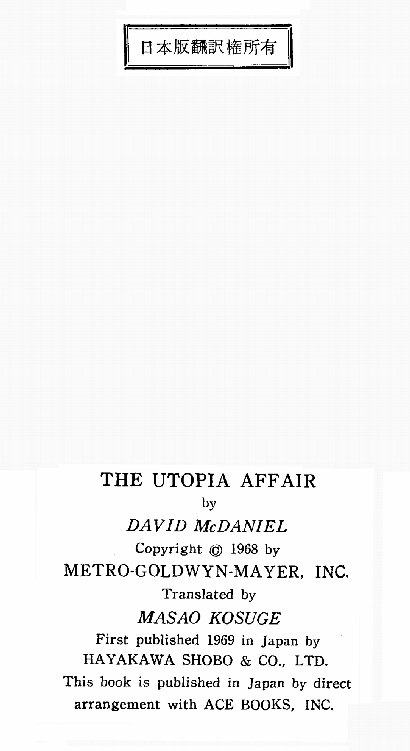 日本版翻訳権所有
THE UTOPIA AFFAIR
by
DAVID McDANIEL
Copyright © 1968 by
METRO-GOLDWYN-MAYER, INC.
Translated by
MASAO KOSUGE
First published 1969 in Japan by
HAYAKAWA SHOBO & CO., LTD.
This book is published in Japan by direct
arrangement with ACE BOOKS, INC.